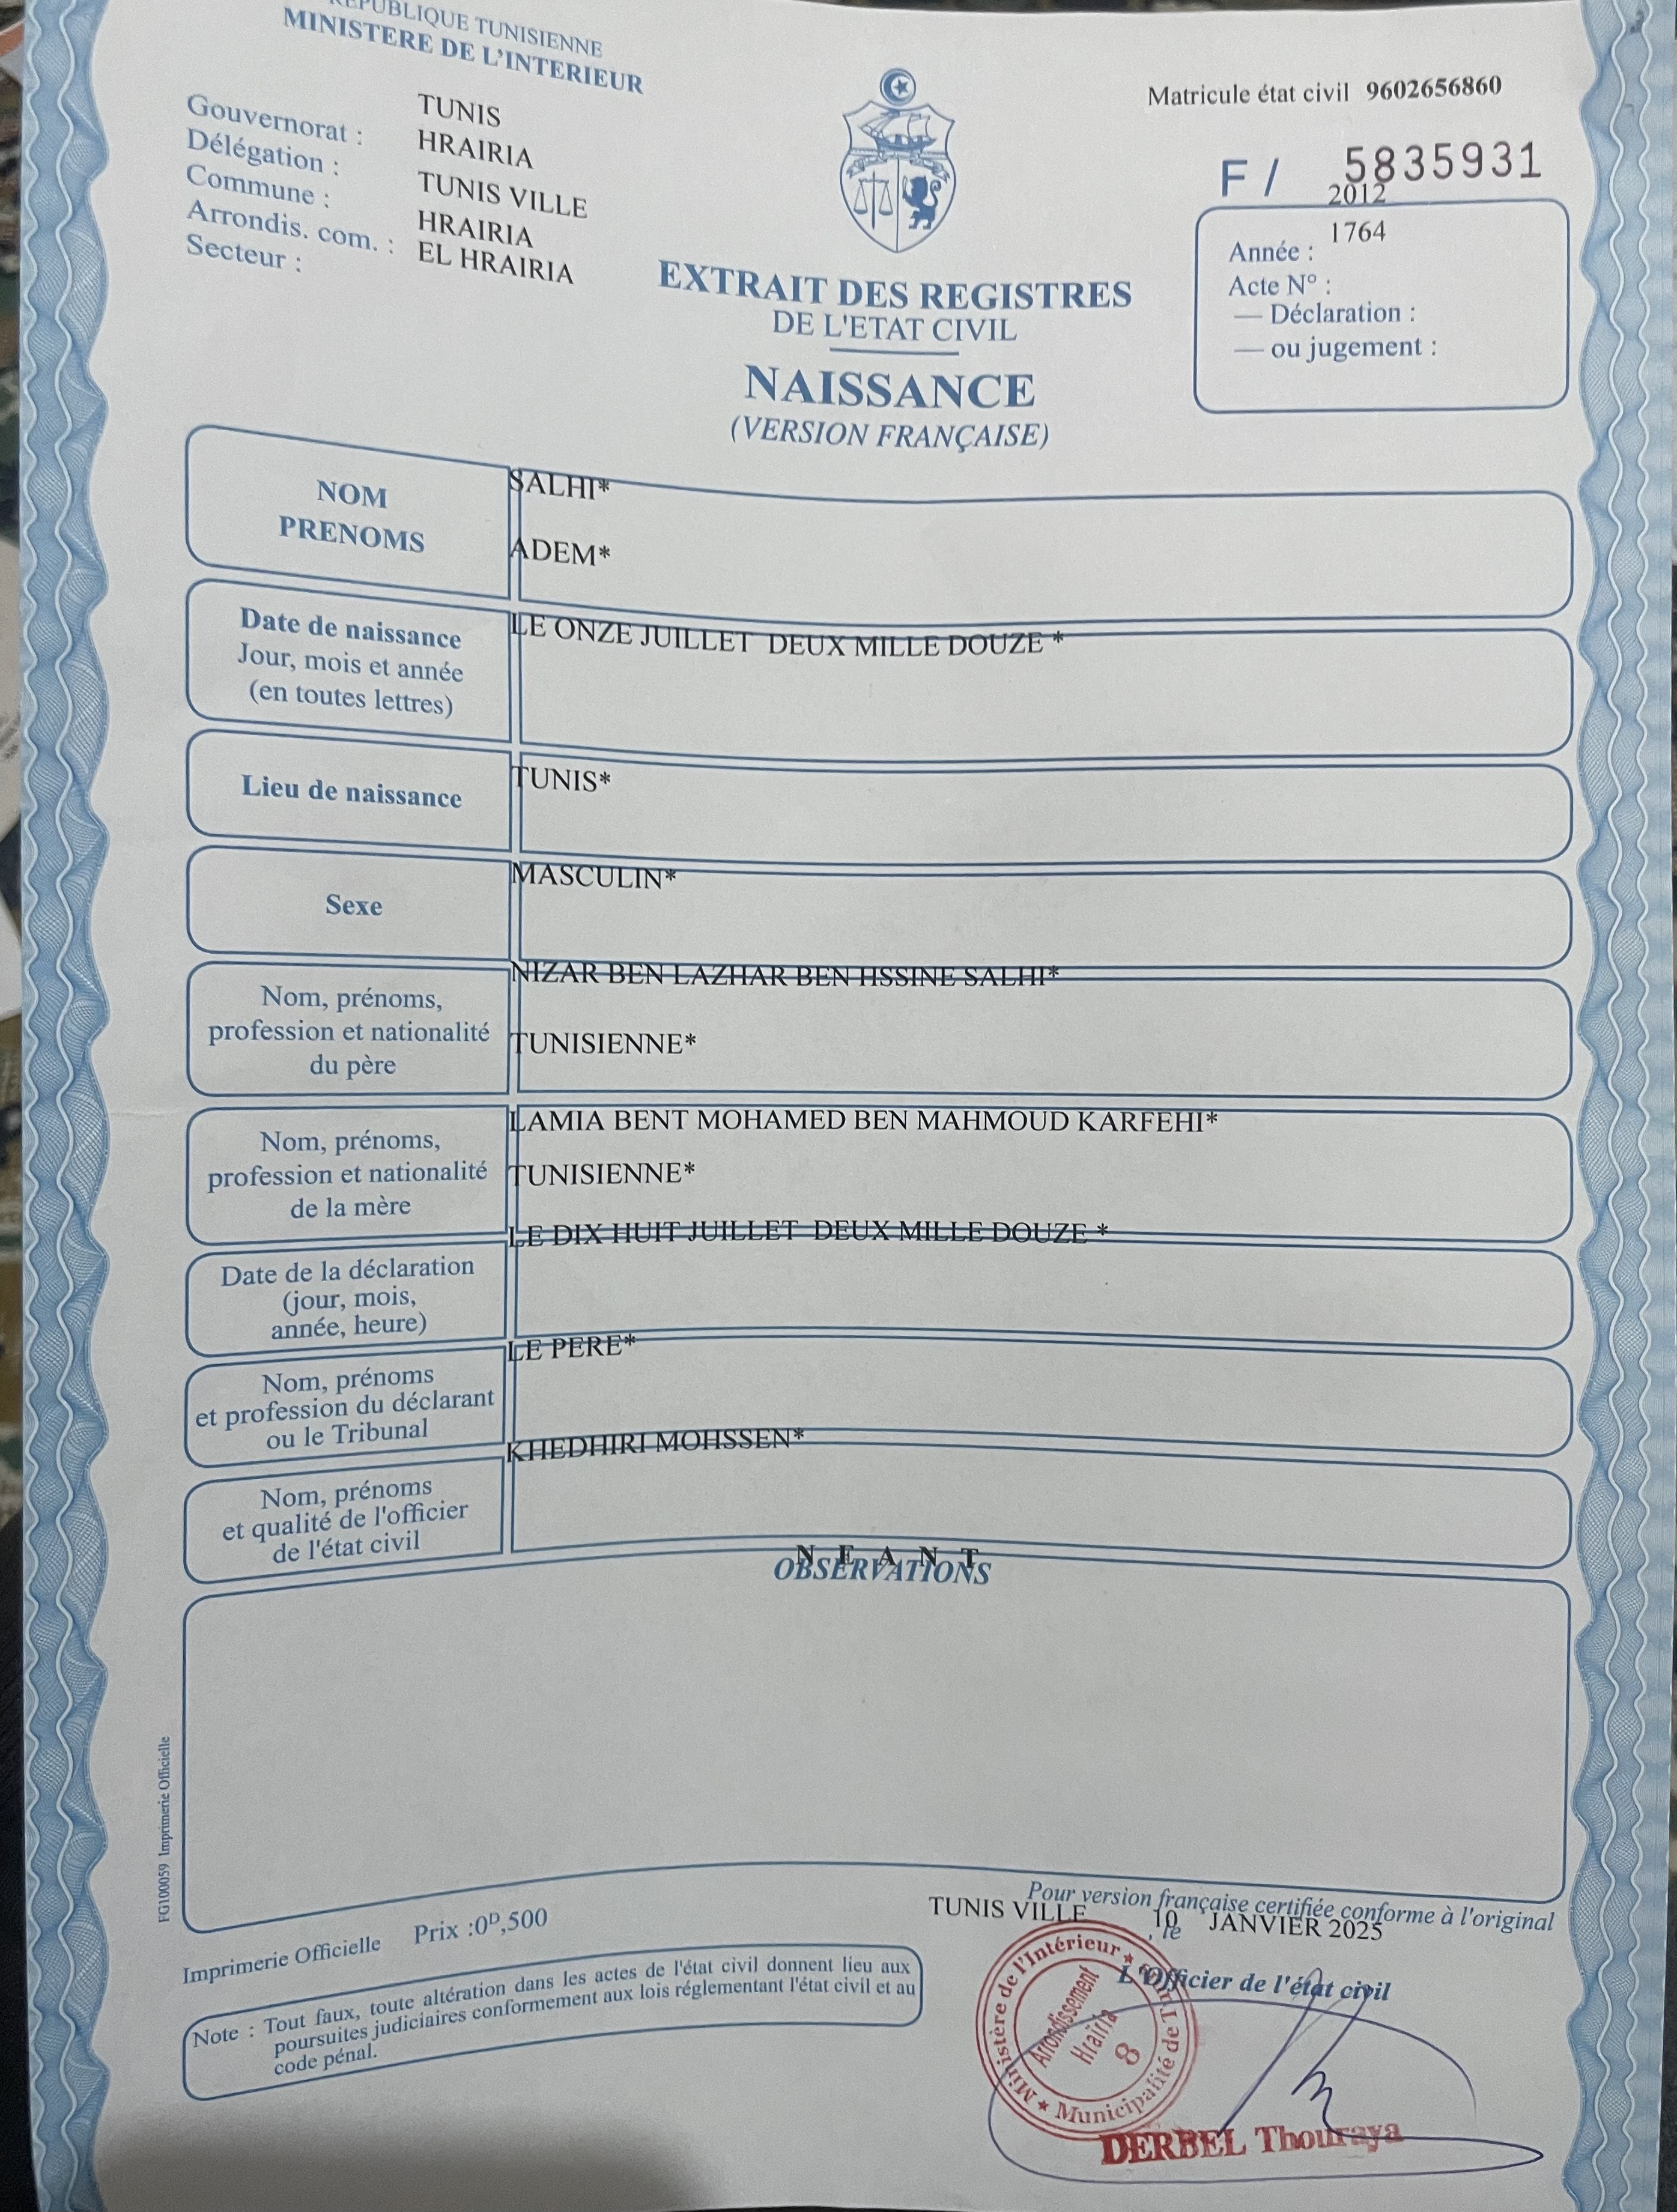 REPUBLIQUE TUNISIENNE
MINISTERE DE L'INTERIEUR
Gouvernorat : TUNIS
Délégation : HRAIRIA
Commune : TUNIS VILLE
Arrondis. com. : HRAIRIA
Secteur : EL HRAIRIA
Matricule état civil 9602656860
F / 5835931
2012
1764
Année :
Acte N° :
— Déclaration :
— ou jugement :
EXTRAIT DES REGISTRES
DE L'ETAT CIVIL
NAISSANCE
(VERSION FRANÇAISE)
NOM
PRENOMS
SALHI*
ADEM*
Date de naissance
Jour, mois et année
(en toutes lettres)
LE ONZE JUILLET DEUX MILLE DOUZE *
Lieu de naissance
TUNIS*
Sexe
MASCULIN*
Nom, prénoms,
profession et nationalité
du père
NIZAR BEN LAZHAR BEN HSSINE SALHI*
TUNISIENNE*
Nom, prénoms,
profession et nationalité
de la mère
LAMIA BENT MOHAMED BEN MAHMOUD KARFEHI*
TUNISIENNE*
Date de la déclaration
(jour, mois,
année, heure)
LE DIX HUIT JUILLET DEUX MILLE DOUZE *
Nom, prénoms
et profession du déclarant
ou le Tribunal
LE PERE*
Nom, prénoms
et qualité de l'officier
de l'état civil
KHEDHIRI MOHSSEN*
N E A N T
OBSERVATIONS
FG100059 Imprimerie Officielle
Imprimerie Officielle Prix :0D,500
Note : Tout faux, toute altération dans les actes de l'état civil donnent lieu aux
poursuites judiciaires conformement aux lois réglementant l'état civil et au
code pénal.
Pour version française certifiée conforme à l'original
TUNIS VILLE , le 10 JANVIER 2025
L'Officier de l'état civil
Ministère de l'Intérieur ★
Municipalité de Tunis ★
Arrondissement
Hraïria
8
DERBEL Thouraya